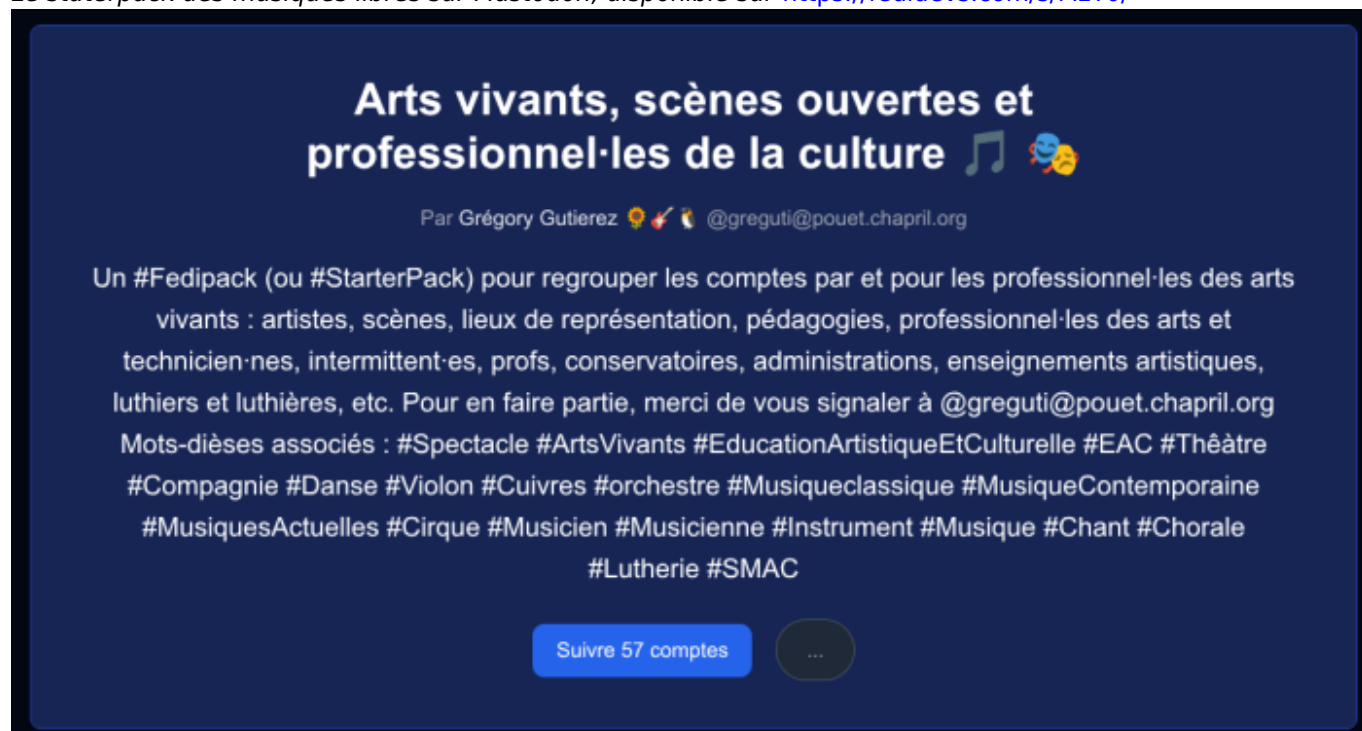 Arts vivants, scènes ouvertes et
professionnel·les de la culture 🎵 🎭
Par Grégory Gutierez 🌻🎸🐧 @greguti@pouet.chapril.org
Un #Fedipack (ou #StarterPack) pour regrouper les comptes par et pour les professionnel·les des arts
vivants : artistes, scènes, lieux de représentation, pédagogies, professionnel·les des arts et
technicien·nes, intermittent·es, profs, conservatoires, administrations, enseignements artistiques,
luthiers et luthières, etc. Pour en faire partie, merci de vous signaler à @greguti@pouet.chapril.org
Mots-dièses associés : #Spectacle #ArtsVivants #EducationArtistiqueEtCulturelle #EAC #Thêàtre
#Compagnie #Danse #Violon #Cuivres #orchestre #Musiqueclassique #MusiqueContemporaine
#MusiquesActuelles #Cirque #Musicien #Musicienne #Instrument #Musique #Chant #Chorale
#Lutherie #SMAC
Suivre 57 comptes
...